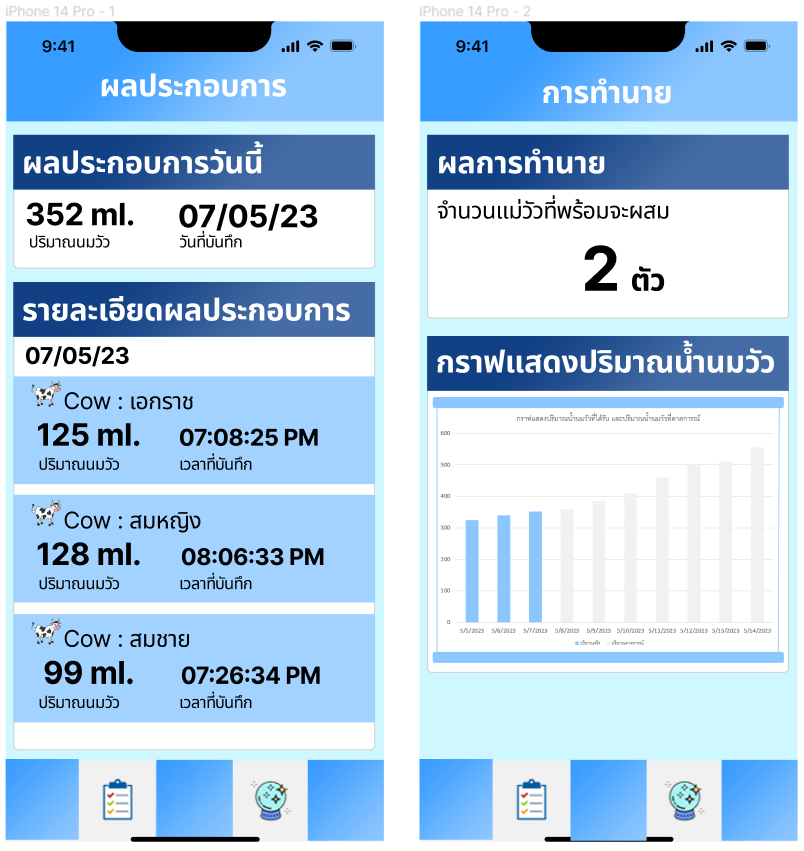 iPhone 14 Pro - 1
9:41
ผลประกอบการ
ผลประกอบการวันนี้
352 ml.
07/05/23
ปริมาณนมวัว
วันที่บันทึก
รายละเอียดผลประกอบการ
07/05/23
Cow : เอกราช
125 ml.
07:08:25 PM
ปริมาณนมวัว
เวลาที่บันทึก
Cow : สมหญิง
128 ml.
08:06:33 PM
ปริมาณนมวัว
เวลาที่บันทึก
Cow : สมชาย
99 ml.
07:26:34 PM
ปริมาณนมวัว
เวลาที่บันทึก
iPhone 14 Pro - 2
9:41
การทำนาย
ผลการทำนาย
จำนวนแม่วัวที่พร้อมจะผสม
2 ตัว
กราฟแสดงปริมาณน้ำนมวัว
กราฟแสดงปริมาณน้ำนมวัวที่ได้รับ และปริมาณน้ำนมวัวที่คาดการณ์
600
500
400
300
200
100
0
5/5/2023 5/6/2023 5/7/2023 5/8/2023 5/9/2023 5/10/2023 5/11/2023 5/12/2023 5/13/2023 5/14/2023